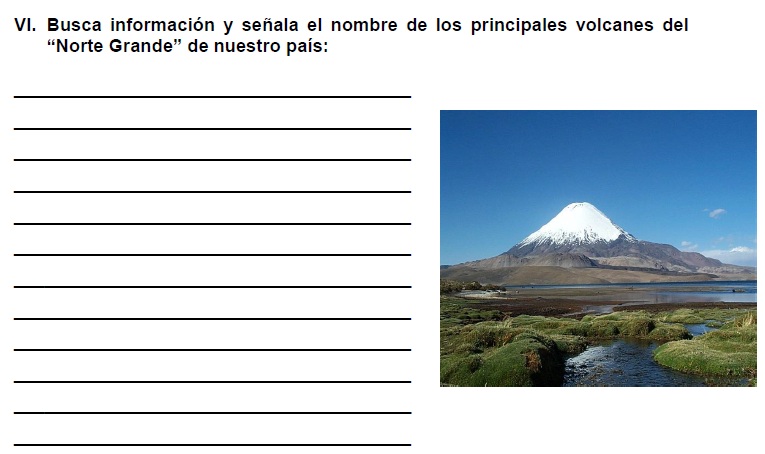 VI. Busca información y señala el nombre de los principales volcanes del
“Norte Grande” de nuestro país: